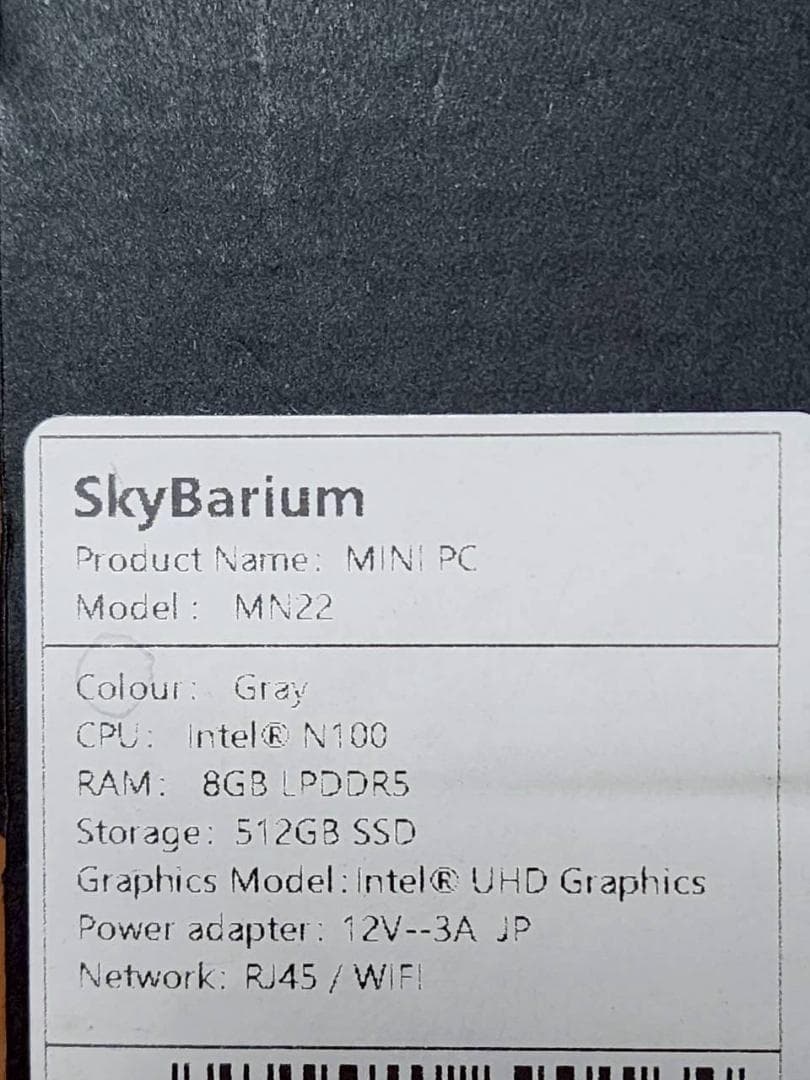 SkyBarium
Product Name: MINI PC
Model: MN22
Colour: Gray
CPU: Intel® N100
RAM: 8GB LPDDR5
Storage: 512GB SSD
Graphics Model:Intel® UHD Graphics
Power adapter: 12V--3A JP
Network: RJ45 / WIFI